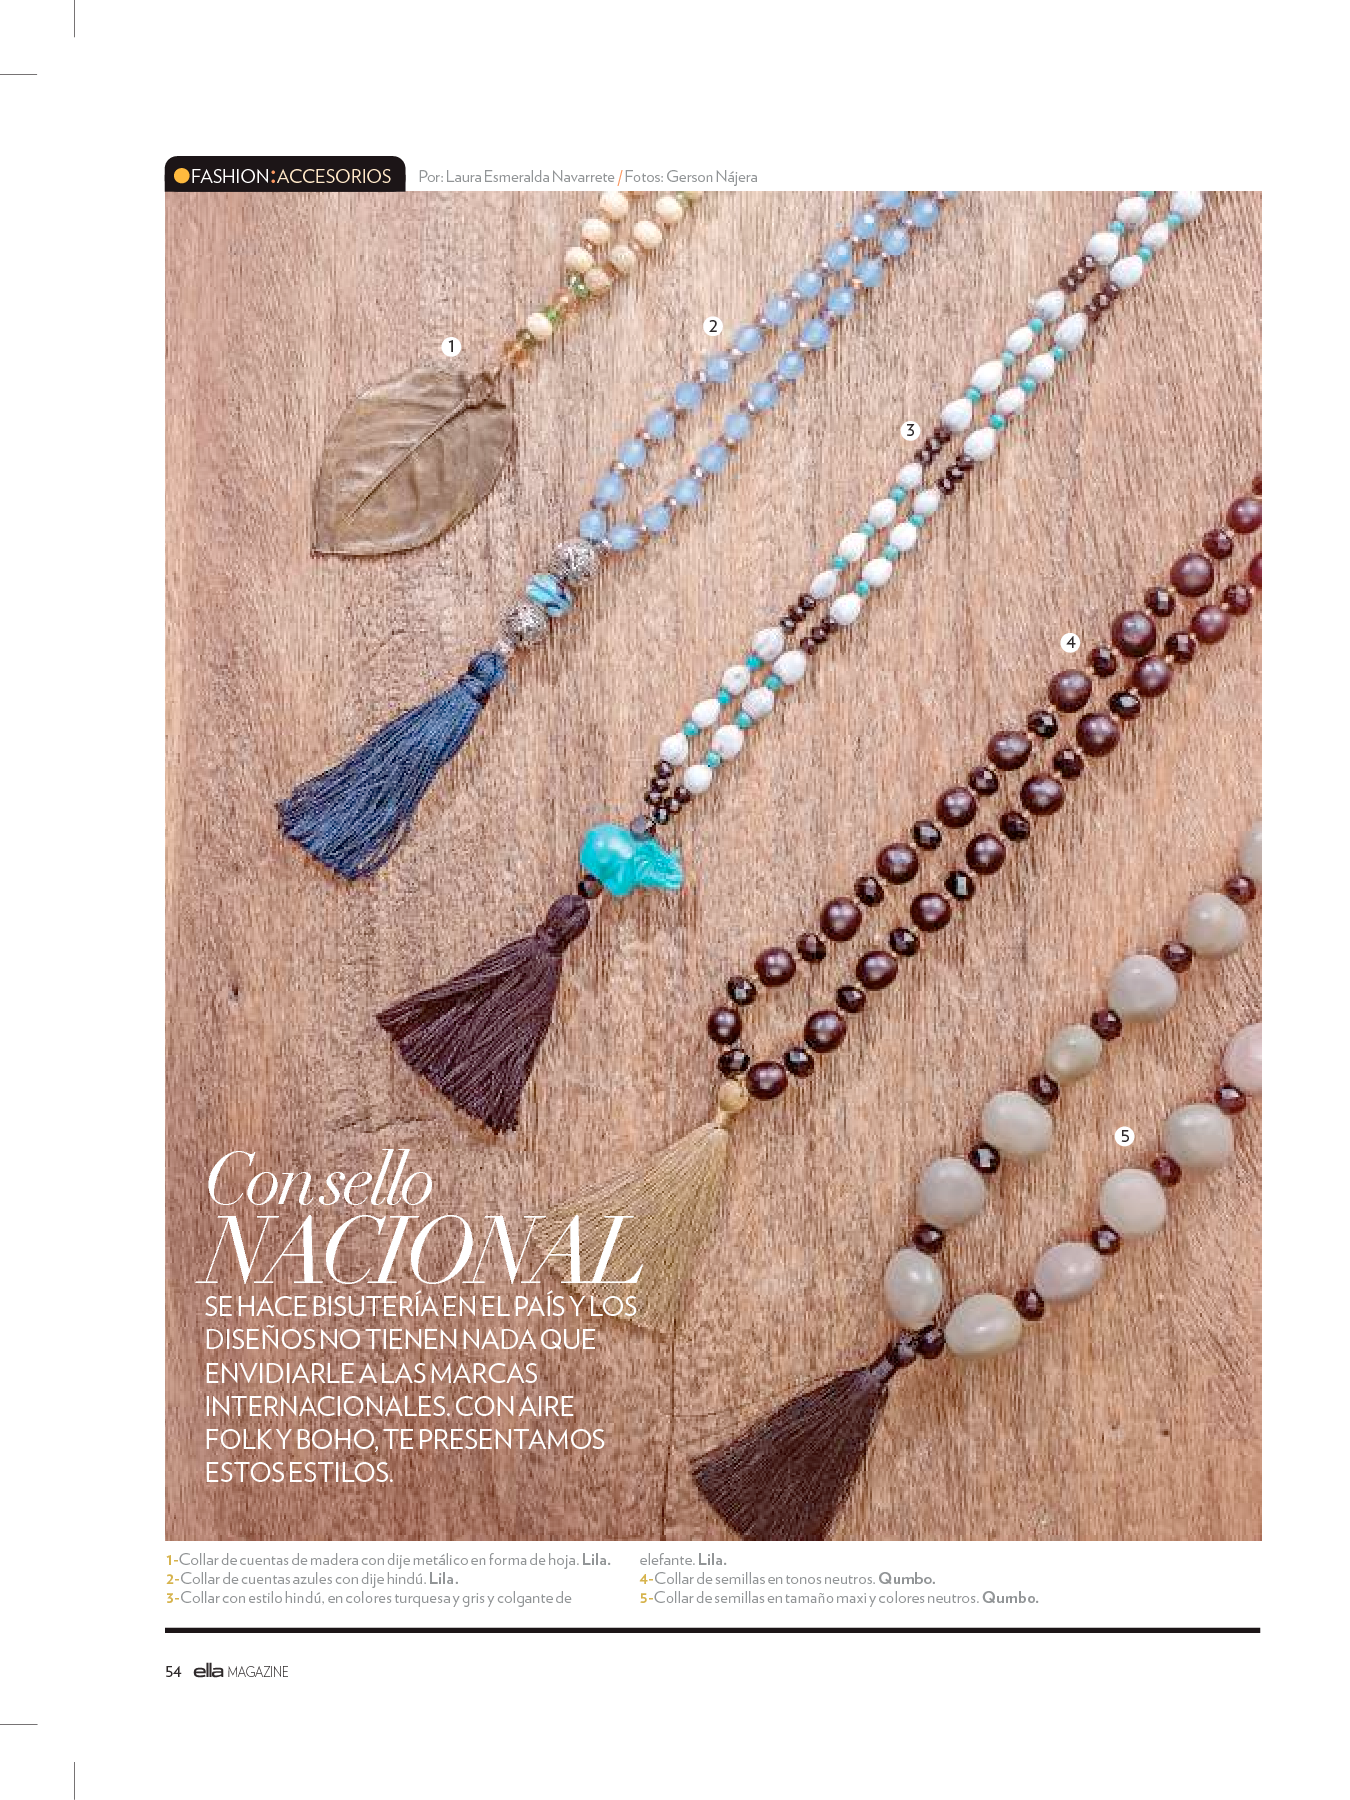 FASHION:ACCESORIOS
Por: Laura Esmeralda Navarrete / Fotos: Gerson Nájera
1
2
3
4
5
Con sello
NACIONAL
SE HACE BISUTERÍA EN EL PAÍS Y LOS
DISEÑOS NO TIENEN NADA QUE
ENVIDIARLE A LAS MARCAS
INTERNACIONALES. CON AIRE
FOLK Y BOHO, TE PRESENTAMOS
ESTOS ESTILOS.
1-Collar de cuentas de madera con dije metálico en forma de hoja. Lila.
2-Collar de cuentas azules con dije hindú. Lila.
3-Collar con estilo hindú, en colores turquesa y gris y colgante de
elefante. Lila.
4-Collar de semillas en tonos neutros. Qumbo.
5-Collar de semillas en tamaño maxi y colores neutros. Qumbo.
54 ella MAGAZINE